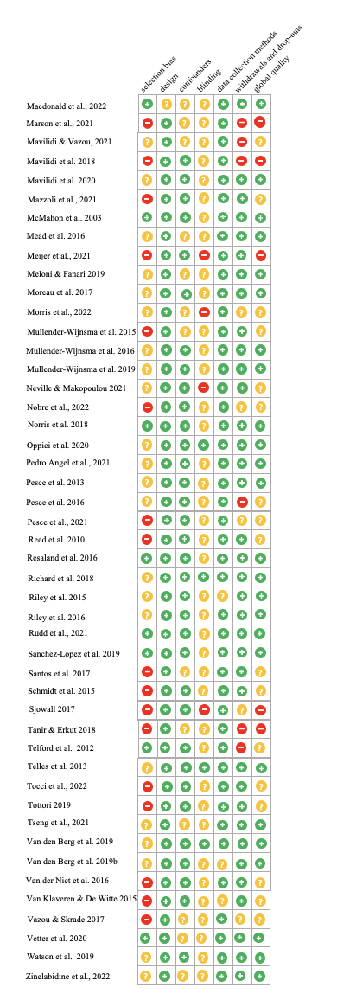 selection bias
design
confounders
blinding
data collection methods
withdrawals and drop-outs
global quality
Macdonald et al., 2022
Marson et al., 2021
Mavilidi & Vazou, 2021
Mavilidi et al. 2018
Mavilidi et al. 2020
Mazzoli et al., 2021
McMahon et al. 2003
Mead et al. 2016
Meijer et al., 2021
Meloni & Fanari 2019
Moreau et al. 2017
Morris et al., 2022
Mullender-Wijnsma et al. 2015
Mullender-Wijnsma et al. 2016
Mullender-Wijnsma et al. 2019
Neville & Makopoulou 2021
Nobre et al., 2022
Norris et al. 2018
Oppici et al. 2020
Pedro Angel et al., 2021
Pesce et al. 2013
Pesce et al. 2016
Pesce et al., 2021
Reed et al. 2010
Resaland et al. 2016
Richard et al. 2018
Riley et al. 2015
Riley et al. 2016
Rudd et al., 2021
Sanchez-Lopez et al. 2019
Santos et al. 2017
Schmidt et al. 2015
Sjowall 2017
Tanir & Erkut 2018
Telford et al. 2012
Telles et al. 2013
Tocci et al., 2022
Tottori 2019
Tseng et al., 2021
Van den Berg et al. 2019
Van den Berg et al. 2019b
Van der Niet et al. 2016
Van Klaveren & De Witte 2015
Vazou & Skrade 2017
Vetter et al. 2020
Watson et al. 2019
Zinelabidine et al., 2022